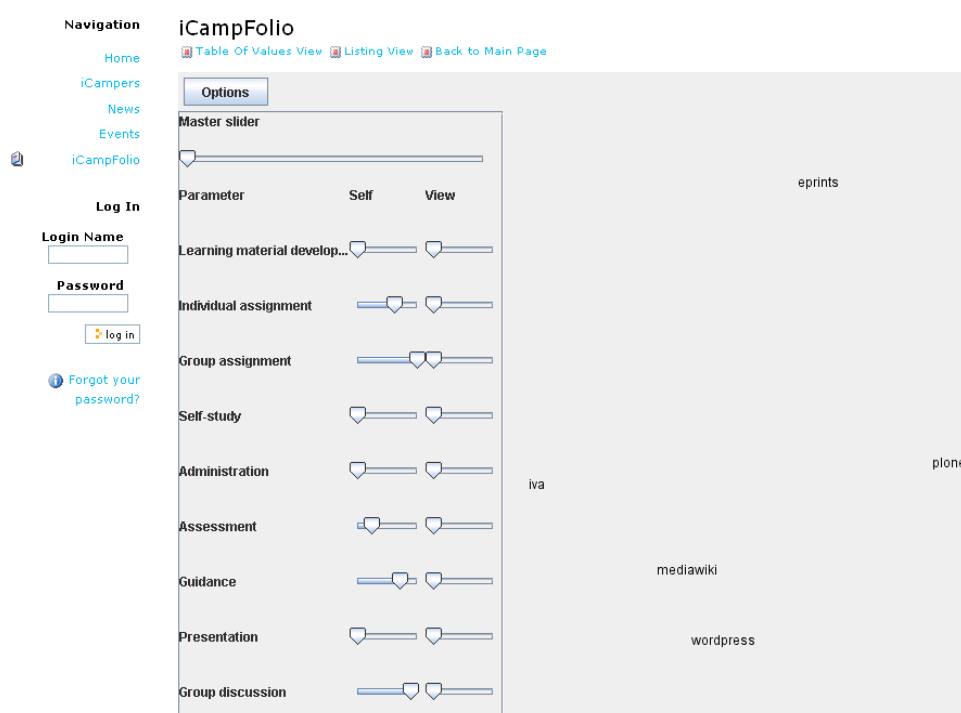 Navigation
Home
iCampers
News
Events
iCampFolio
Log In
Login Name
Password
log in
Forgot your
password?
iCampFolio
Table Of Values View Listing View Back to Main Page
Options
Master slider
Parameter Self View
Learning material develop...
Individual assignment
Group assignment
Self-study
Administration
Assessment
Guidance
Presentation
Group discussion
eprints
plone
iva
mediawiki
wordpress